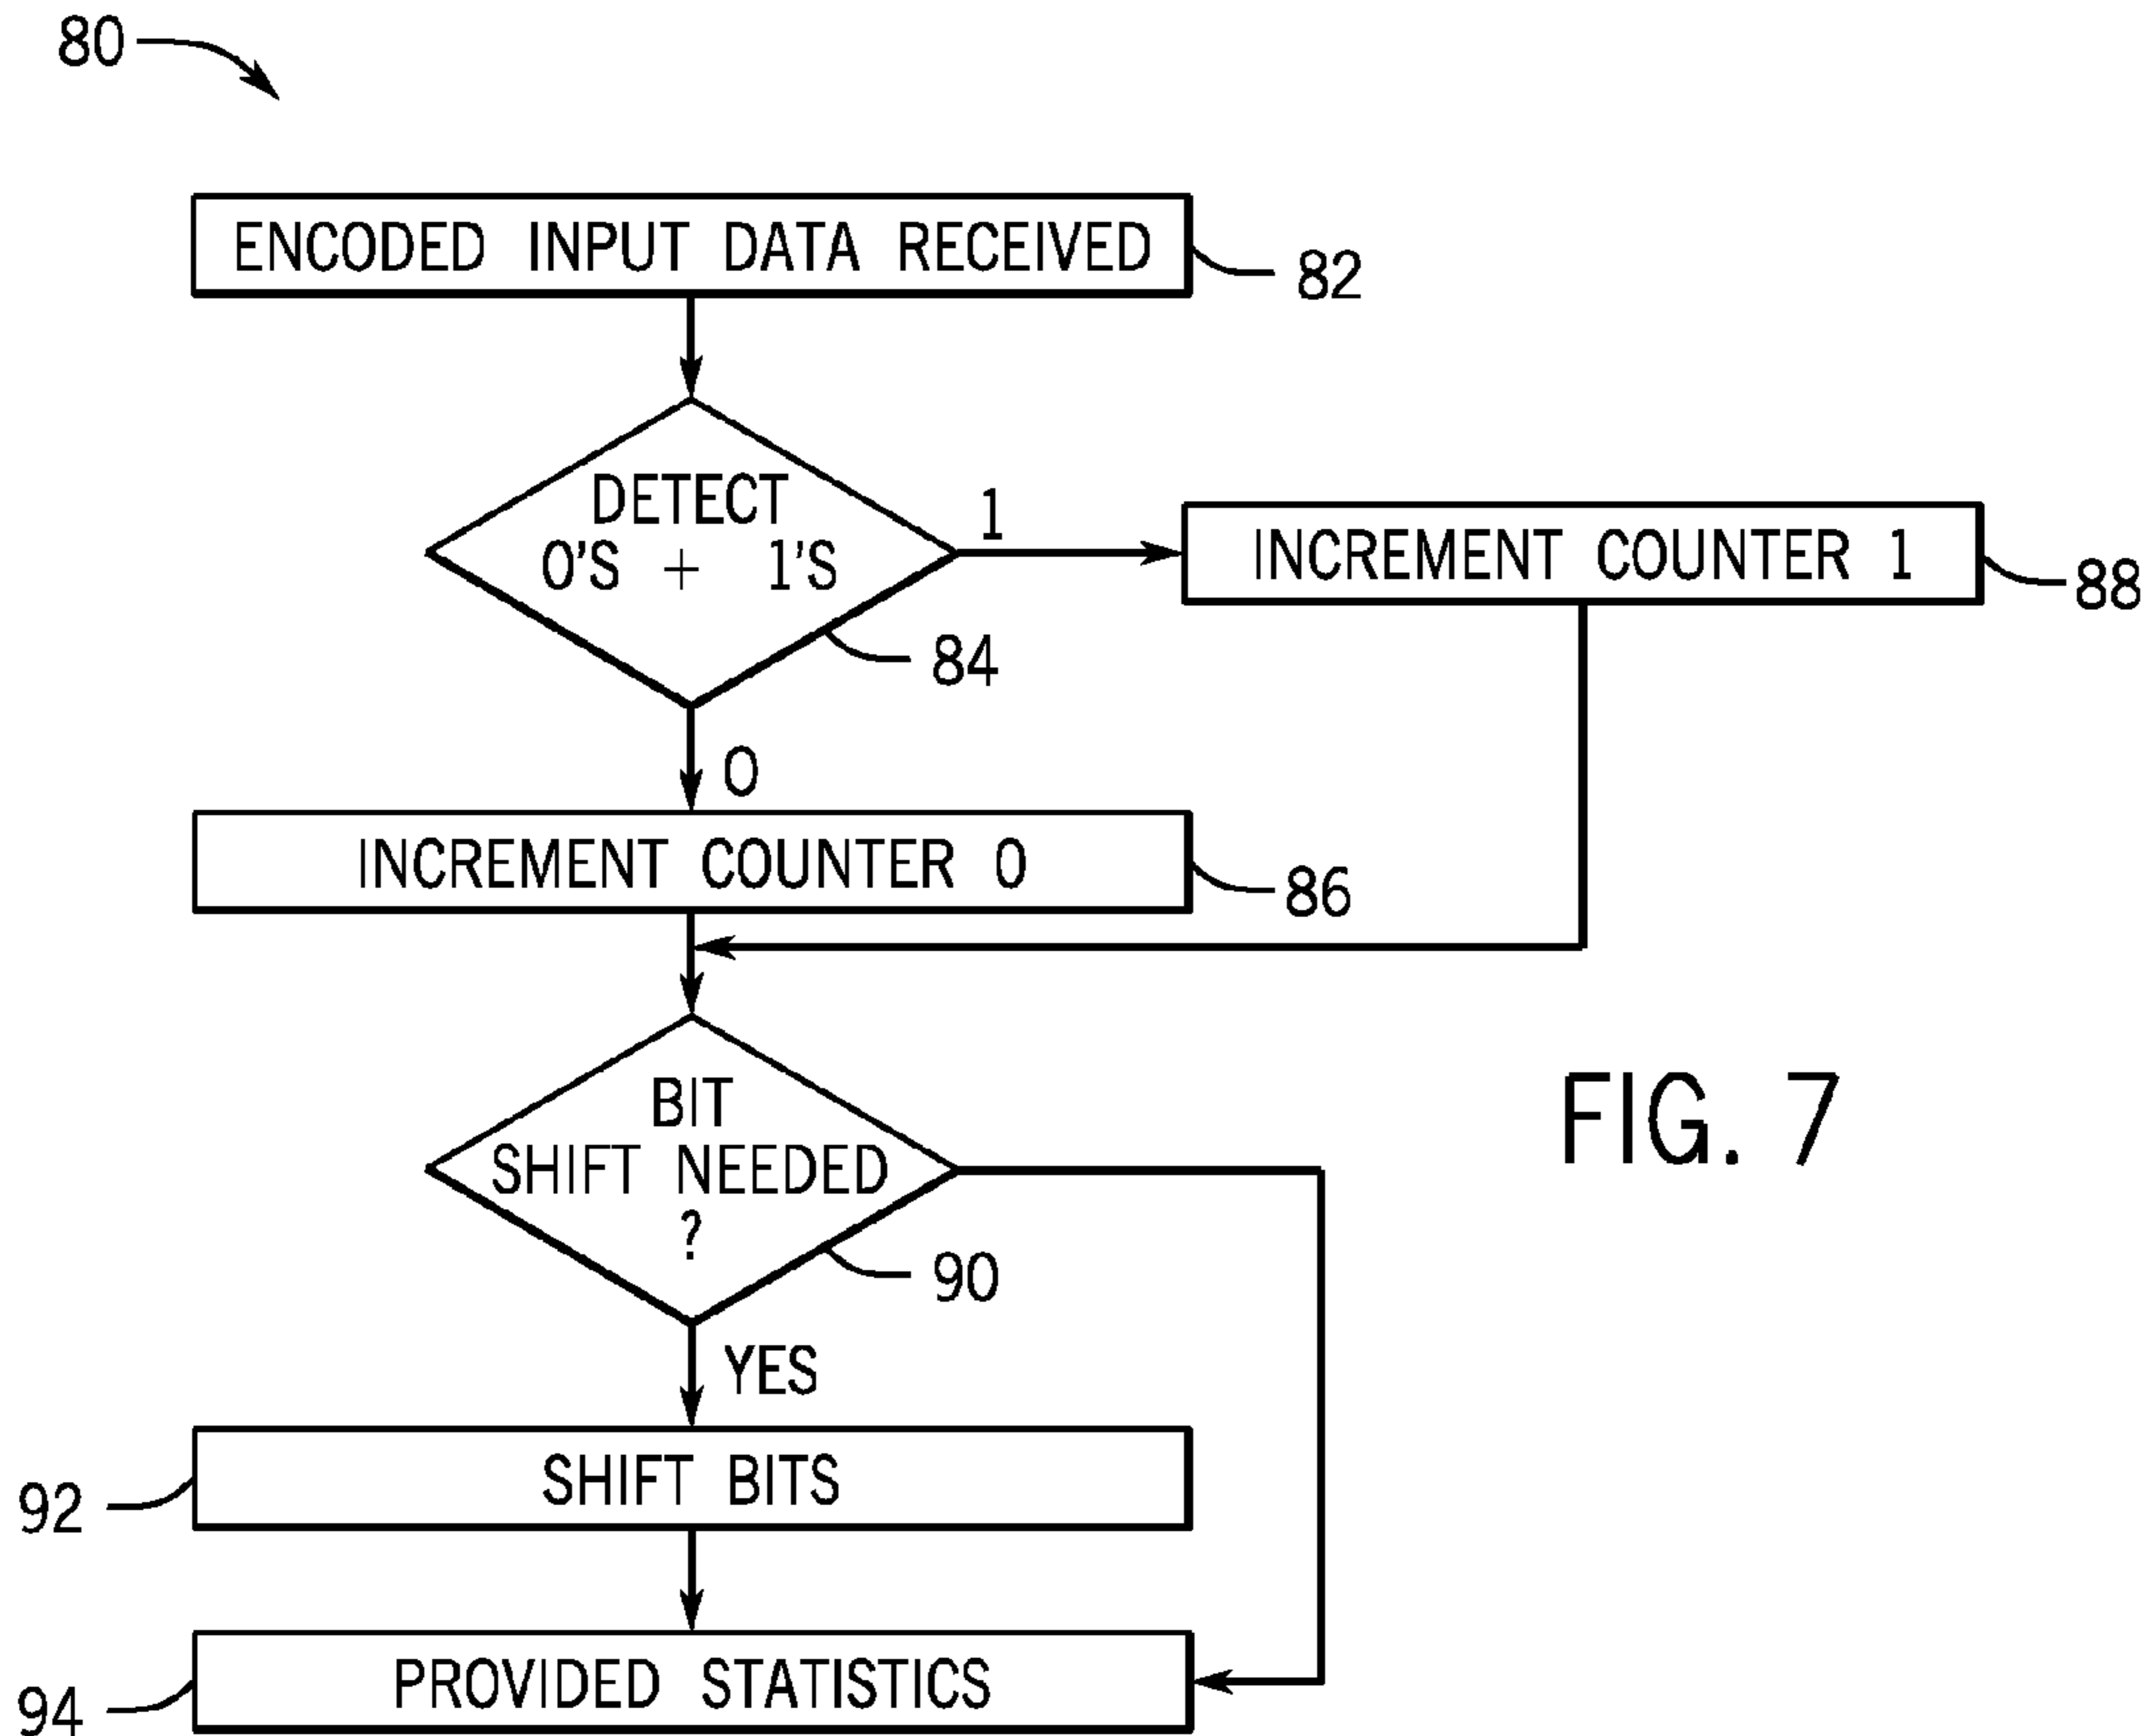 80
ENCODED INPUT DATA RECEIVED
82
DETECT
0'S + 1'S
84
1
INCREMENT COUNTER 1
88
0
INCREMENT COUNTER 0
86
BIT
SHIFT NEEDED
?
90
FIG. 7
YES
SHIFT BITS
92
PROVIDED STATISTICS
94